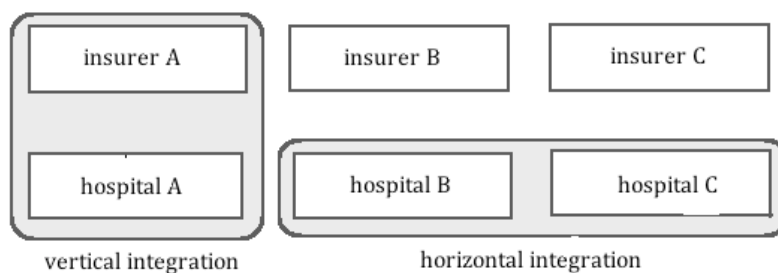 insurer A
insurer B
insurer C
hospital A
hospital B
hospital C
vertical integration
horizontal integration